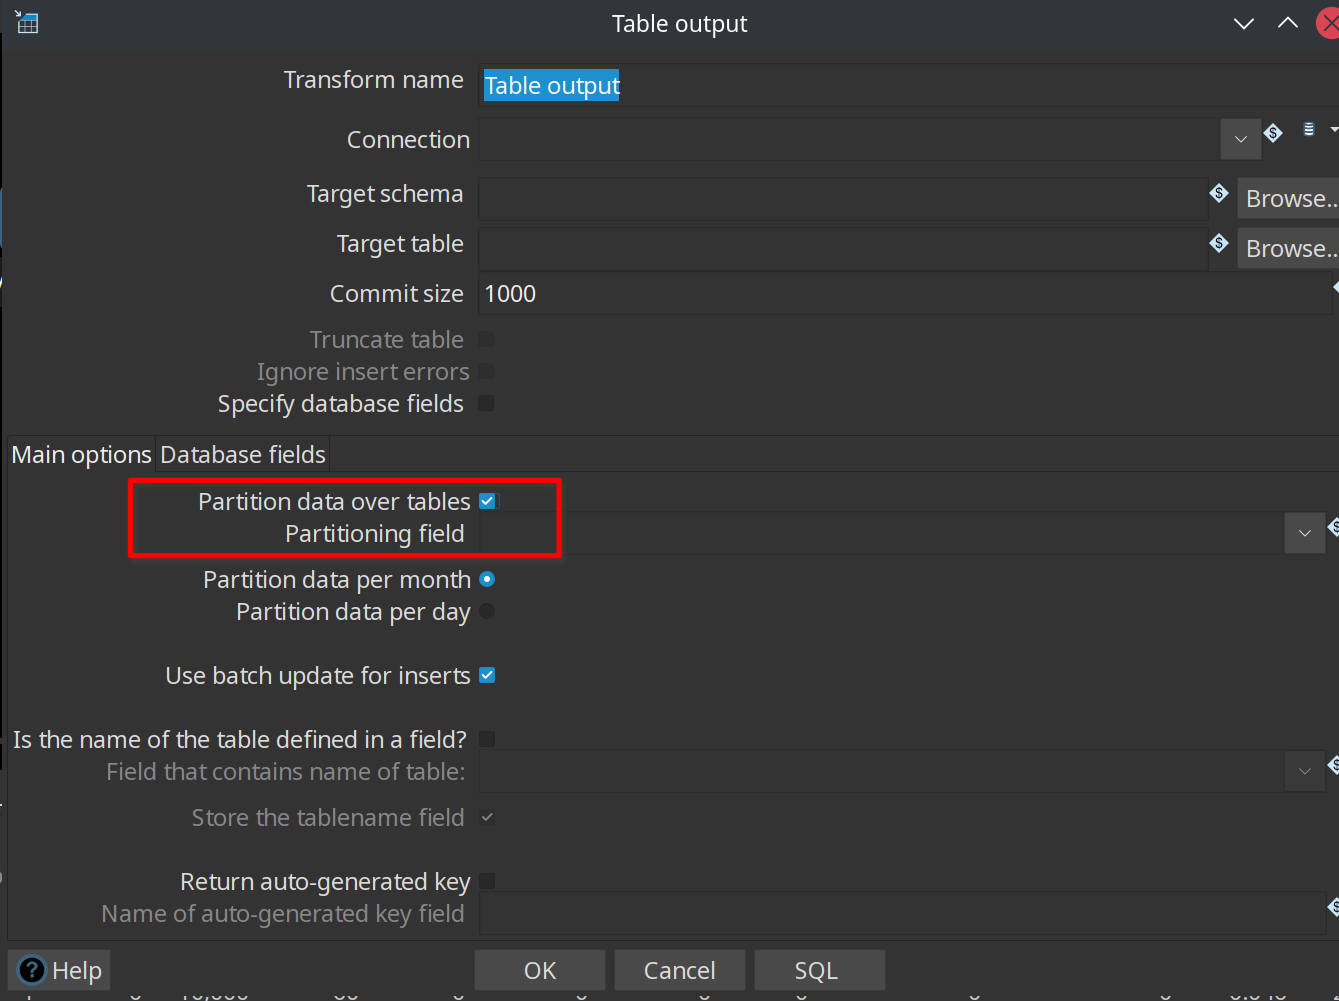 Table output
Transform name Table output
Connection
Target schema Browse..
Target table Browse..
Commit size 1000
Truncate table
Ignore insert errors
Specify database fields
Main options Database fields
Partition data over tables
Partitioning field
Partition data per month
Partition data per day
Use batch update for inserts
Is the name of the table defined in a field?
Field that contains name of table:
Store the tablename field
Return auto-generated key
Name of auto-generated key field
? Help OK Cancel SQL